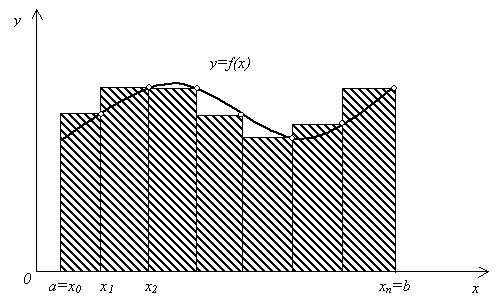 y
y=f(x)
0
a=x₀ x₁ x₂ xₙ=b x